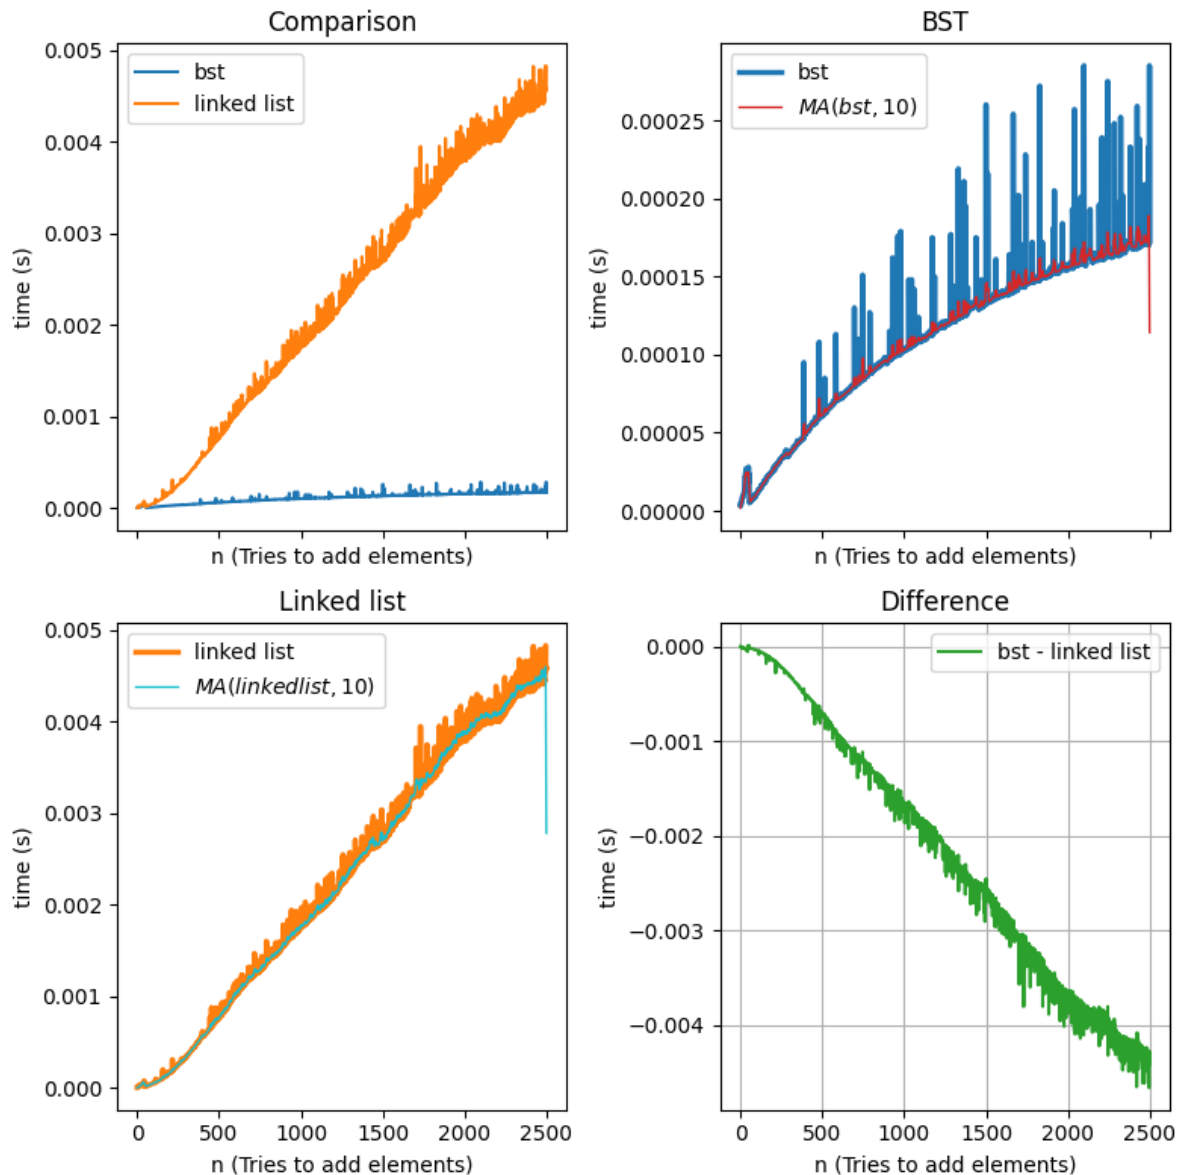 Comparison
0.005
0.004
0.003
0.002
0.001
0.000
time (s)
bst
linked list
n (Tries to add elements)
BST
0.00025
0.00020
0.00015
0.00010
0.00005
0.00000
time (s)
bst
MA(bst, 10)
n (Tries to add elements)
Linked list
0.005
0.004
0.003
0.002
0.001
0.000
time (s)
linked list
MA(linkedlist, 10)
0 500 1000 1500 2000 2500
n (Tries to add elements)
Difference
0.000
−0.001
−0.002
−0.003
−0.004
time (s)
bst - linked list
0 500 1000 1500 2000 2500
n (Tries to add elements)